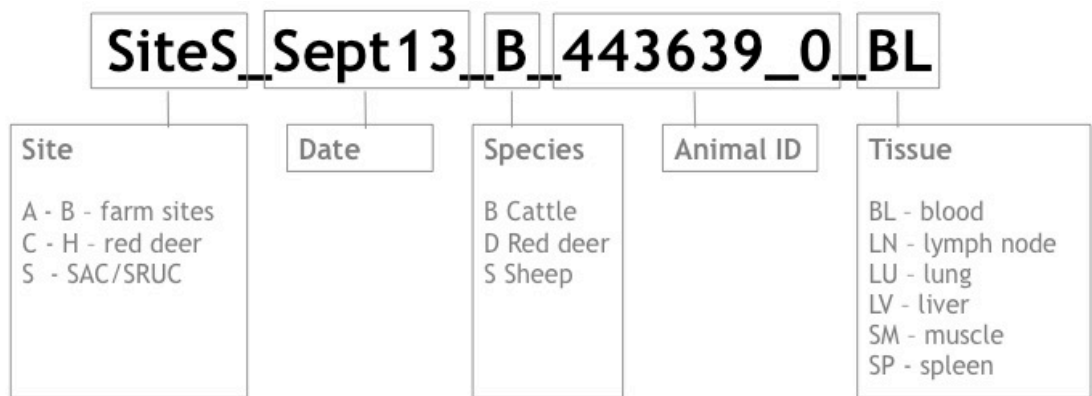 SiteS_Sept13_B_443639_0_BL
Site
A - B - farm sites
C - H - red deer
S - SAC/SRUC
Date
Species
B Cattle
D Red deer
S Sheep
Animal ID
Tissue
BL - blood
LN - lymph node
LU - lung
LV - liver
SM - muscle
SP - spleen